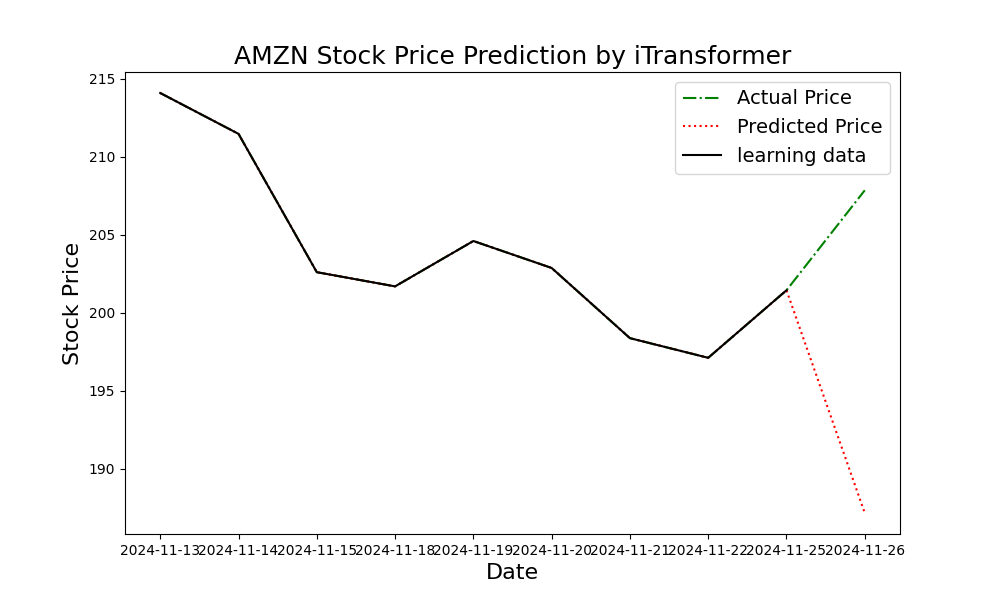 AMZN Stock Price Prediction by iTransformer
Actual Price
Predicted Price
learning data
Stock Price
215
210
205
200
195
190
2024-11-13
2024-11-14
2024-11-15
2024-11-18
2024-11-19
2024-11-20
2024-11-21
2024-11-22
2024-11-25
2024-11-26
Date